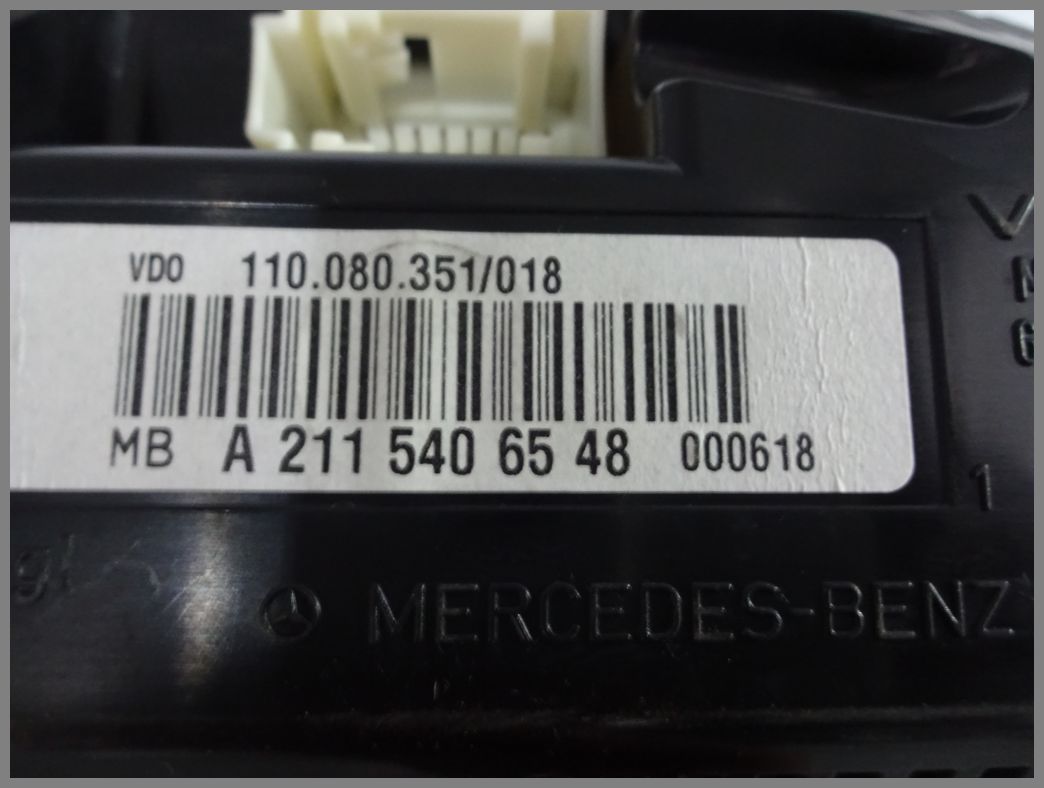 VDO 110.080.351/018
MB A 211 540 65 48 000618
1
MERCEDES-BENZ